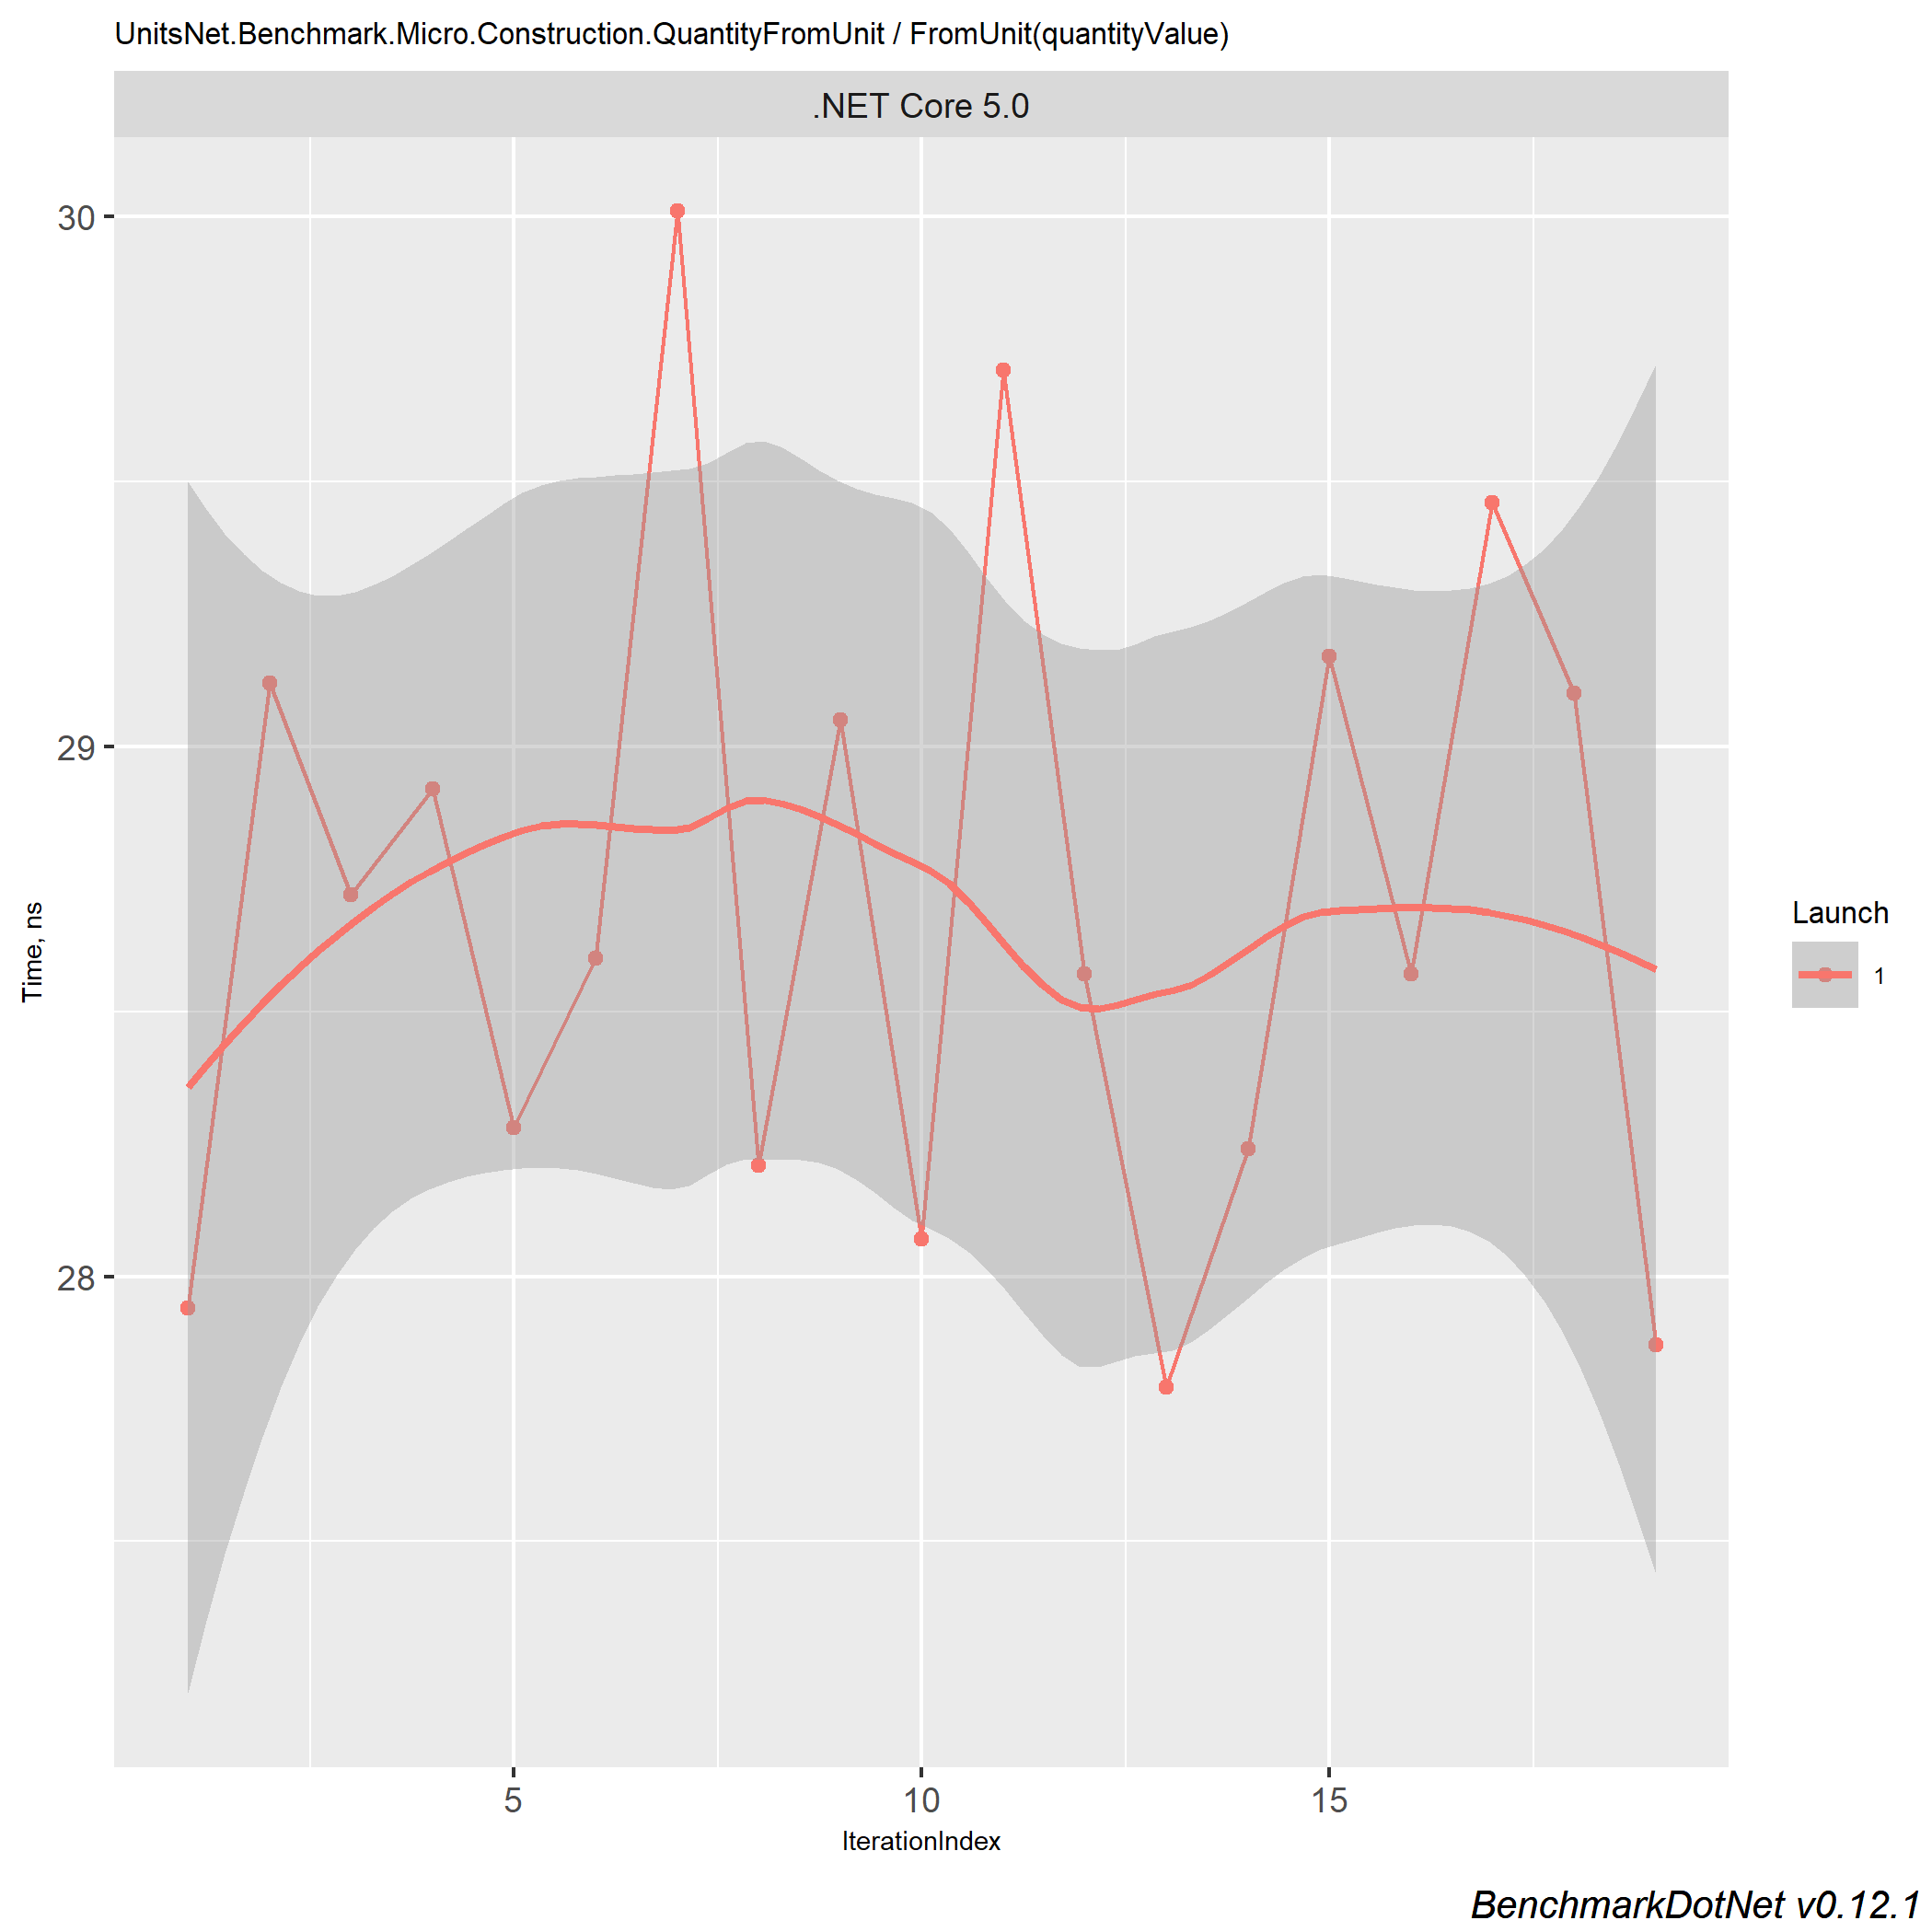 UnitsNet.Benchmark.Micro.Construction.QuantityFromUnit / FromUnit(quantityValue)
.NET Core 5.0
30
29
28
Time, ns
5
10
15
IterationIndex
Launch
1
BenchmarkDotNet v0.12.1